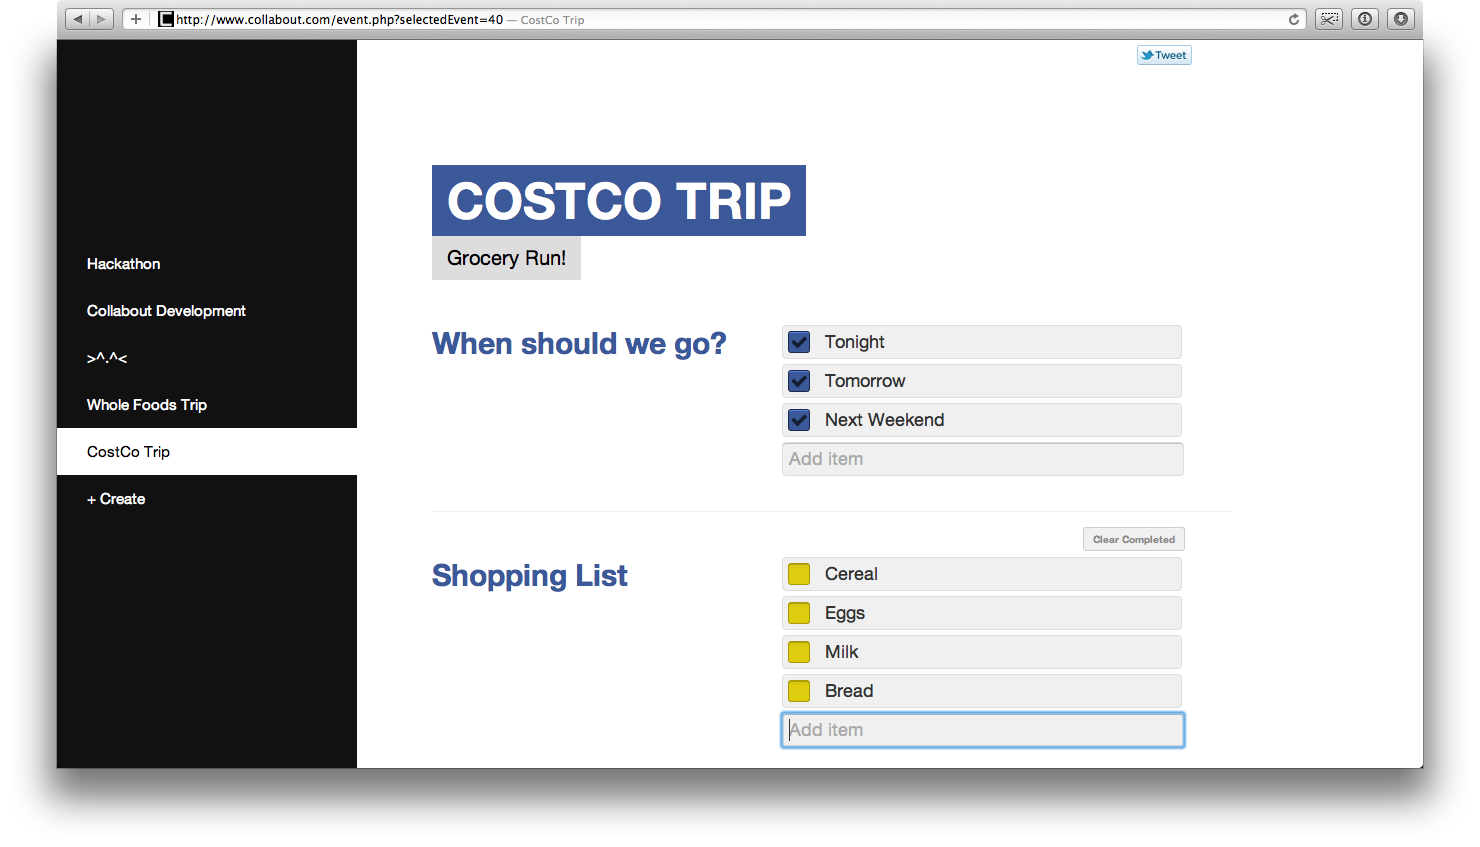 http://www.collabout.com/event.php?selectedEvent=40 — CostCo Trip
Tweet
Hackathon
Collabout Development
>^.^<
Whole Foods Trip
CostCo Trip
+ Create
COSTCO TRIP
Grocery Run!
When should we go?
Tonight
Tomorrow
Next Weekend
Add item
Clear Completed
Shopping List
Cereal
Eggs
Milk
Bread
Add item